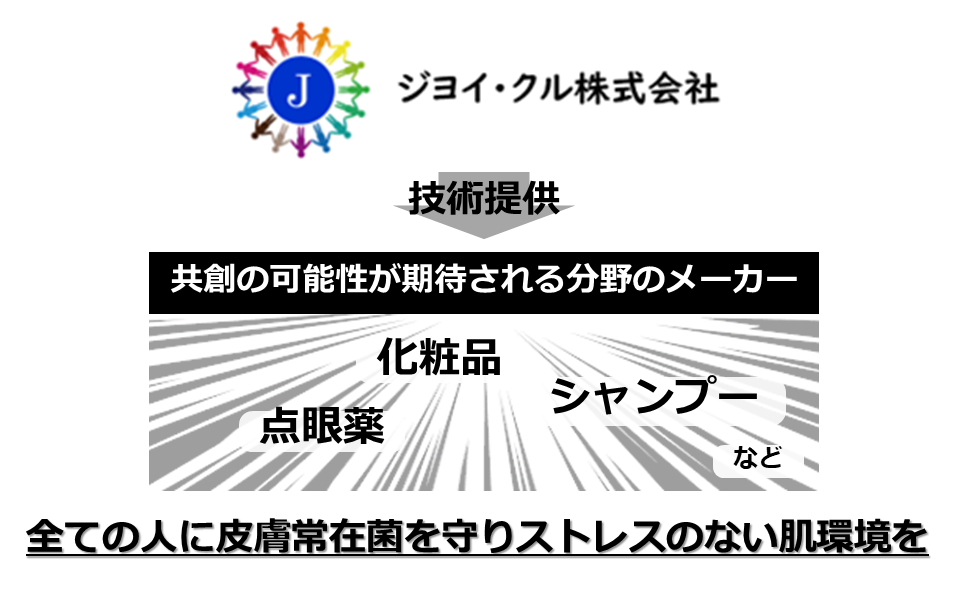 J
ジョイ・クル株式会社
技術提供
共創の可能性が期待される分野のメーカー
化粧品
シャンプー
点眼薬
など
全ての人に皮膚常在菌を守りストレスのない肌環境を